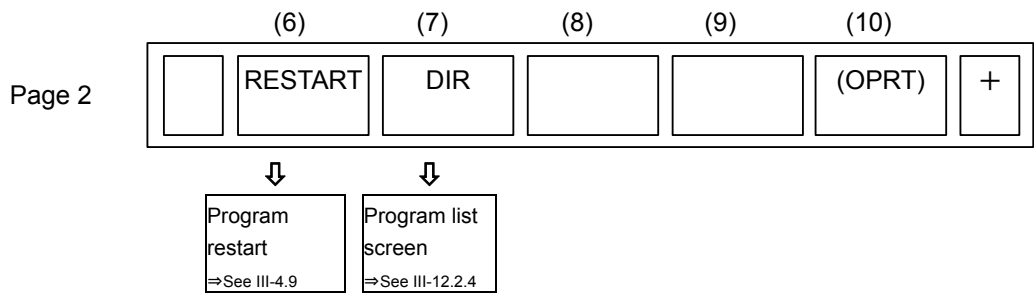 (6) (7) (8) (9) (10)
Page 2
RESTART DIR (OPRT) +
Program
restart
⇒See III-4.9
Program list
screen
⇒See III-12.2.4